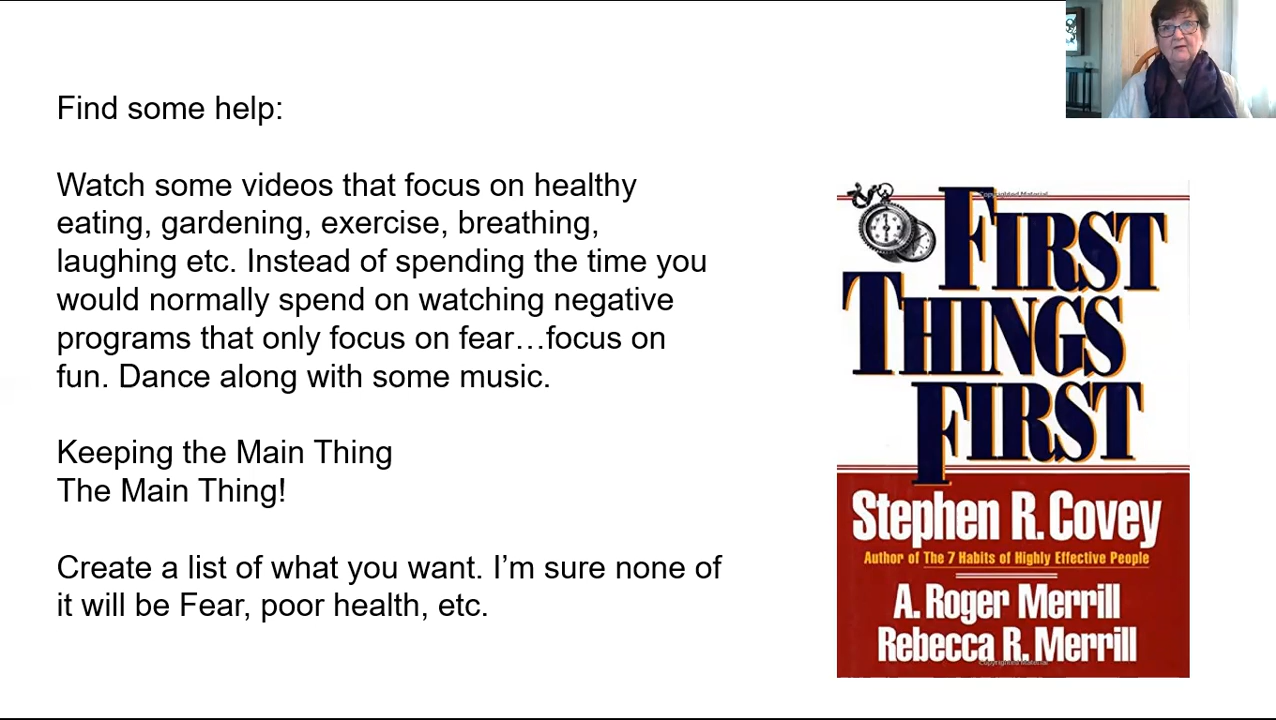 Find some help:
Watch some videos that focus on healthy
eating, gardening, exercise, breathing,
laughing etc. Instead of spending the time you
would normally spend on watching negative
programs that only focus on fear…focus on
fun. Dance along with some music.
Keeping the Main Thing
The Main Thing!
Create a list of what you want. I’m sure none of
it will be Fear, poor health, etc.
Copyrighted Material
FIRST
THINGS
FIRST
Stephen R. Covey
Author of The 7 Habits of Highly Effective People
A. Roger Merrill
Rebecca R. Merrill
Copyrighted Material